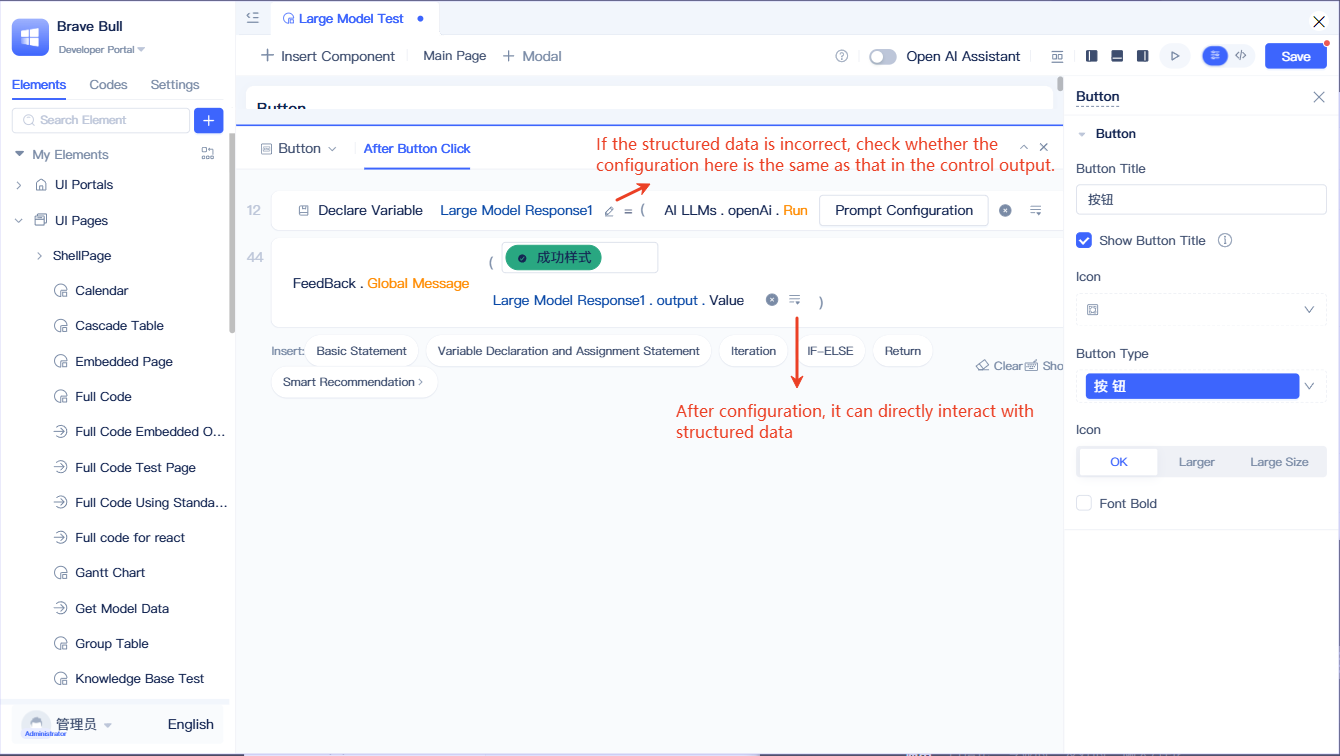 Brave Bull
Developer Portal
Elements Codes Settings
Search Element
My Elements
UI Portals
UI Pages
ShellPage
Calendar
Cascade Table
Embedded Page
Full Code
Full Code Embedded O...
Full Code Test Page
Full Code Using Standa...
Full code for react
Gantt Chart
Get Model Data
Group Table
Knowledge Base Test
管理员
Administrator
English
Large Model Test
Insert Component Main Page + Modal
Open AI Assistant
Save
Button
Button After Button Click
If the structured data is incorrect, check whether the
configuration here is the same as that in the control output.
12 Declare Variable Large Model Response1 = ( AI LLMs . openAi . Run Prompt Configuration
44 FeedBack . Global Message ( 成功样式
Large Model Response1 . output . Value )
Insert: Basic Statement Variable Declaration and Assignment Statement Iteration IF-ELSE Return
Clear Sho
Smart Recommendation >
After configuration, it can directly interact with
structured data
Button
Button
Button Title
按钮
Show Button Title
Icon
Button Type
按 钮
Icon
OK Larger Large Size
Font Bold